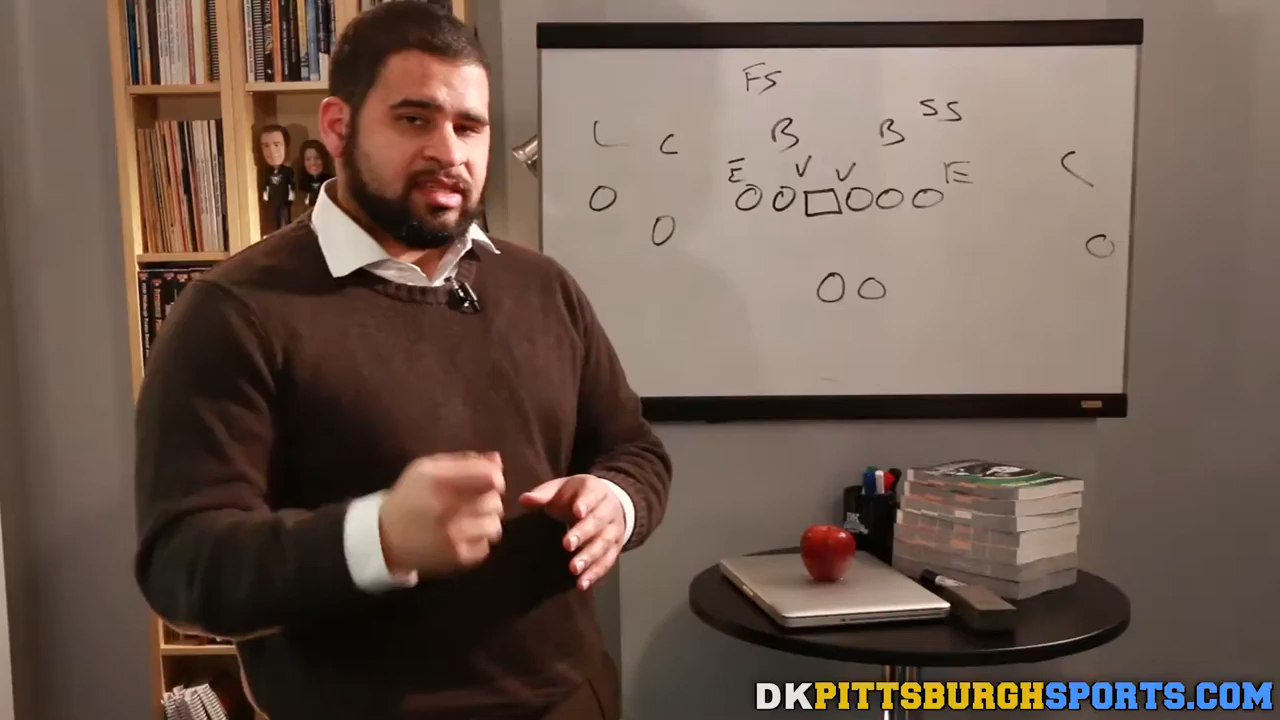 FS
SS
C C B B C
E V V E
O O O □ O O O
O O
O O
DKPITTSBURGHSPORTS.COM